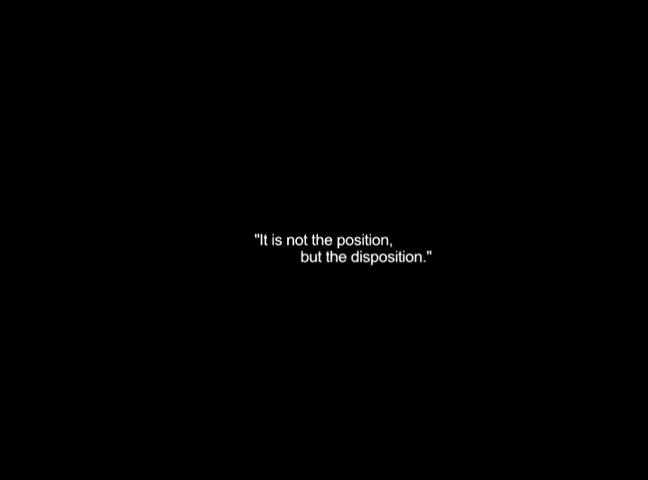 "It is not the position,
but the disposition."